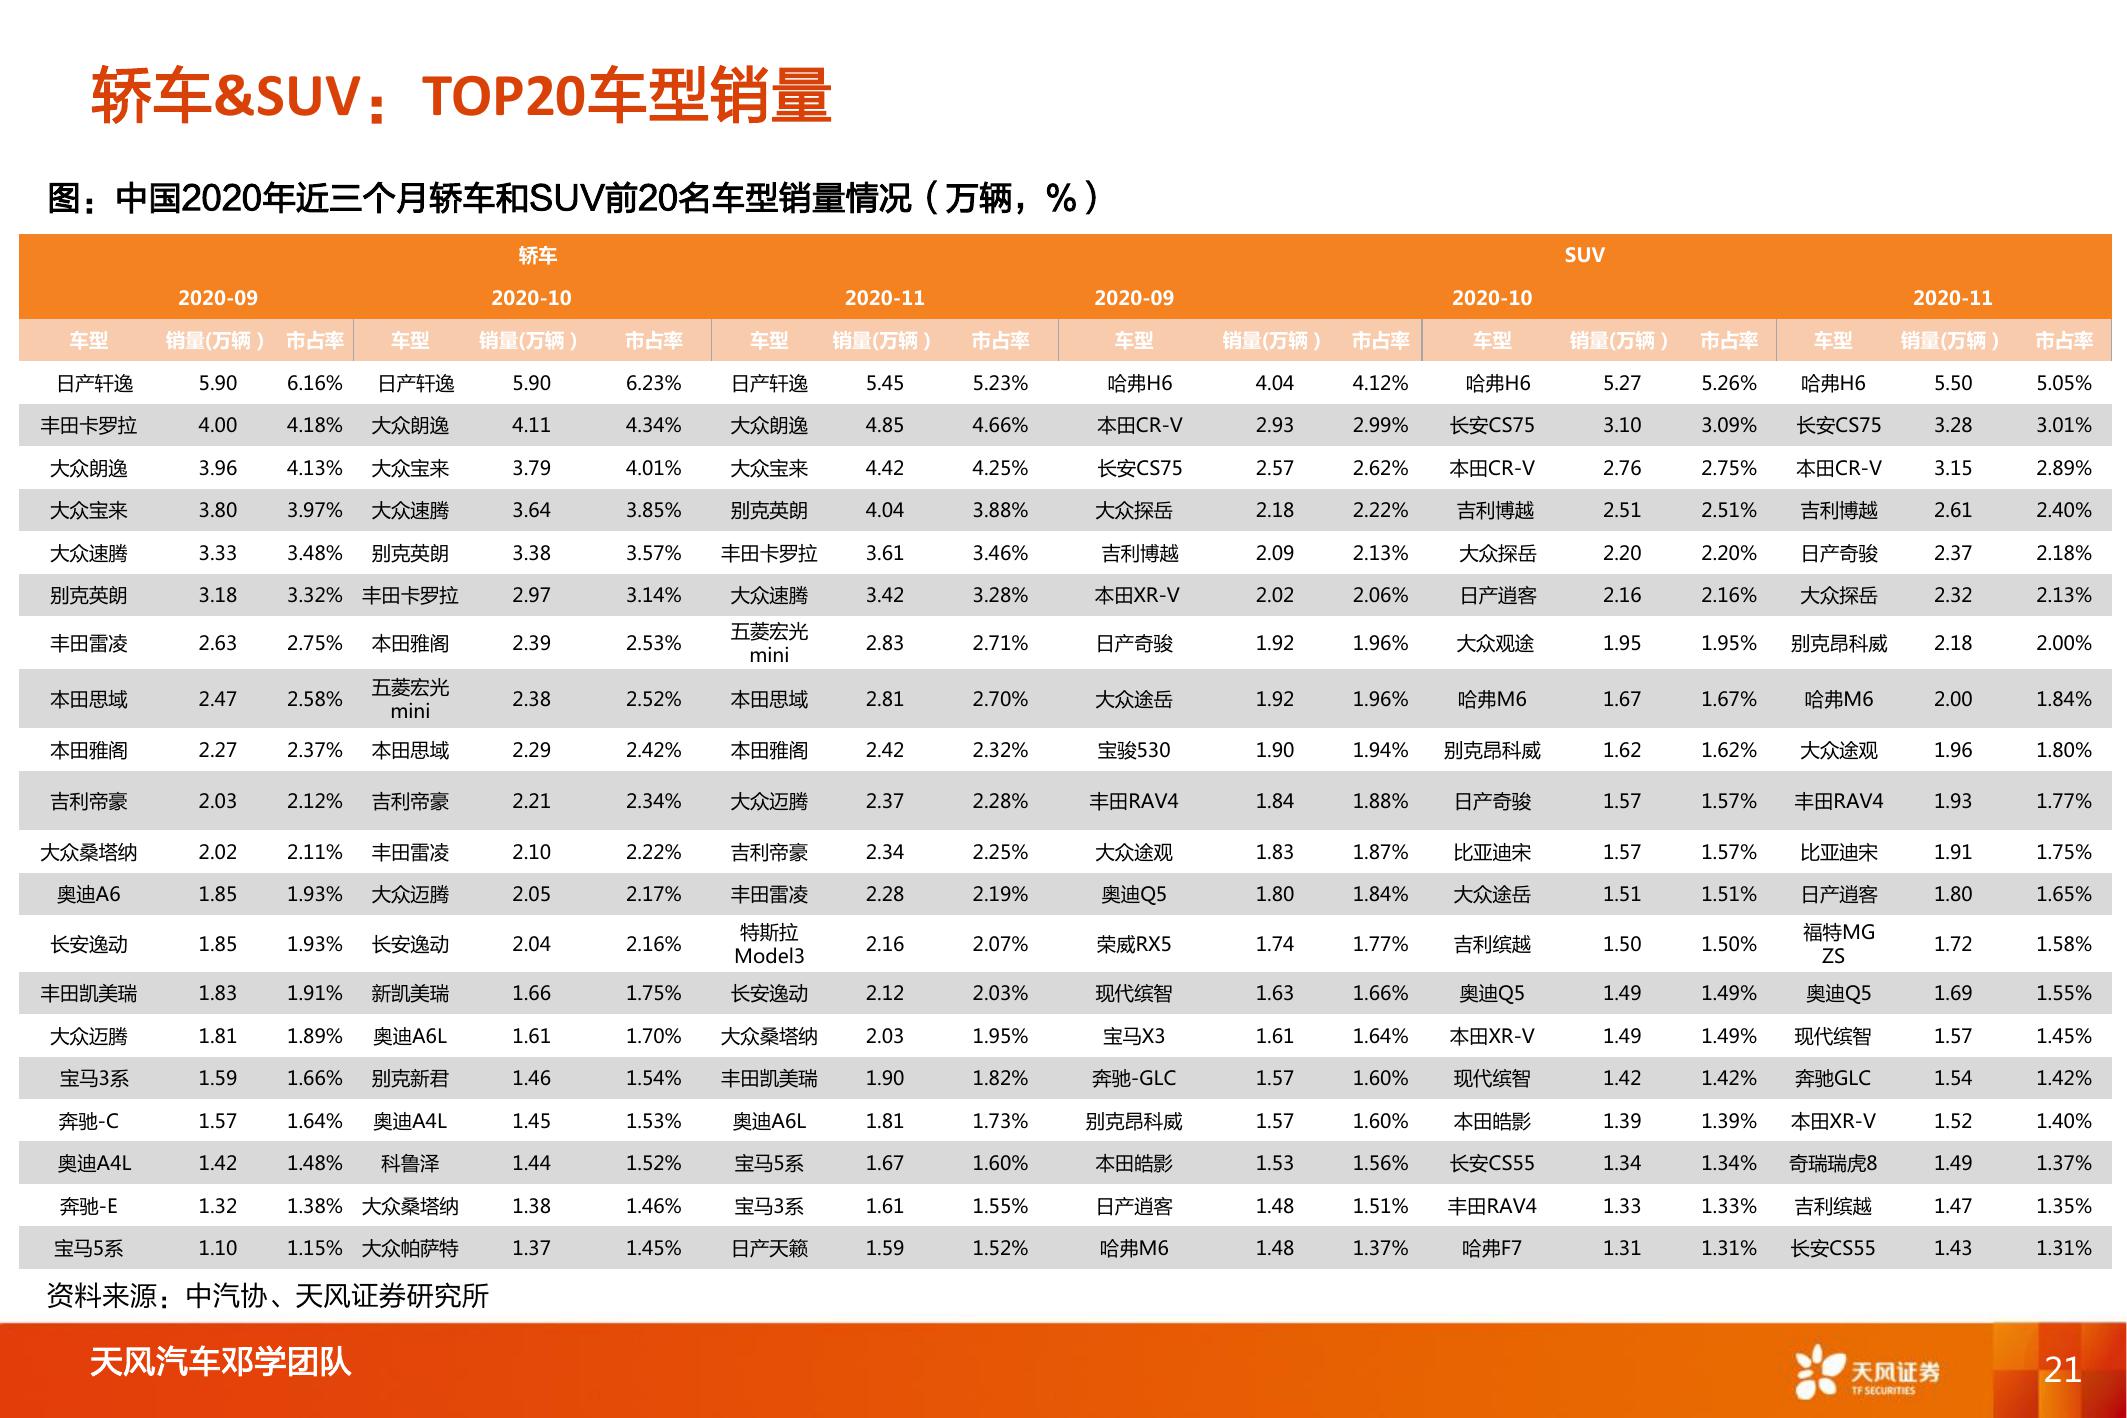 轿车&SUV：TOP20车型销量
图：中国2020年近三个月轿车和SUV前20名车型销量情况（万辆，%）
轿车 SUV
2020-09 2020-10 2020-11 2020-09 2020-10 2020-11
车型 销量(万辆） 市占率 车型 销量(万辆） 市占率 车型 销量(万辆） 市占率 车型 销量(万辆） 市占率 车型 销量(万辆） 市占率 车型 销量(万辆） 市占率
日产轩逸 5.90 6.16% 日产轩逸 5.90 6.23% 日产轩逸 5.45 5.23% 哈弗H6 4.04 4.12% 哈弗H6 5.27 5.26% 哈弗H6 5.50 5.05%
丰田卡罗拉 4.00 4.18% 大众朗逸 4.11 4.34% 大众朗逸 4.85 4.66% 本田CR-V 2.93 2.99% 长安CS75 3.10 3.09% 长安CS75 3.28 3.01%
大众朗逸 3.96 4.13% 大众宝来 3.79 4.01% 大众宝来 4.42 4.25% 长安CS75 2.57 2.62% 本田CR-V 2.76 2.75% 本田CR-V 3.15 2.89%
大众宝来 3.80 3.97% 大众速腾 3.64 3.85% 别克英朗 4.04 3.88% 大众探岳 2.18 2.22% 吉利博越 2.51 2.51% 吉利博越 2.61 2.40%
大众速腾 3.33 3.48% 别克英朗 3.38 3.57% 丰田卡罗拉 3.61 3.46% 吉利博越 2.09 2.13% 大众探岳 2.20 2.20% 日产奇骏 2.37 2.18%
别克英朗 3.18 3.32% 丰田卡罗拉 2.97 3.14% 大众速腾 3.42 3.28% 本田XR-V 2.02 2.06% 日产逍客 2.16 2.16% 大众探岳 2.32 2.13%
丰田雷凌 2.63 2.75% 本田雅阁 2.39 2.53% 五菱宏光mini 2.83 2.71% 日产奇骏 1.92 1.96% 大众观途 1.95 1.95% 别克昂科威 2.18 2.00%
本田思域 2.47 2.58% 五菱宏光mini 2.38 2.52% 本田思域 2.81 2.70% 大众途岳 1.92 1.96% 哈弗M6 1.67 1.67% 哈弗M6 2.00 1.84%
本田雅阁 2.27 2.37% 本田思域 2.29 2.42% 本田雅阁 2.42 2.32% 宝骏530 1.90 1.94% 别克昂科威 1.62 1.62% 大众途观 1.96 1.80%
吉利帝豪 2.03 2.12% 吉利帝豪 2.21 2.34% 大众迈腾 2.37 2.28% 丰田RAV4 1.84 1.88% 日产奇骏 1.57 1.57% 丰田RAV4 1.93 1.77%
大众桑塔纳 2.02 2.11% 丰田雷凌 2.10 2.22% 吉利帝豪 2.34 2.25% 大众途观 1.83 1.87% 比亚迪宋 1.57 1.57% 比亚迪宋 1.91 1.75%
奥迪A6 1.85 1.93% 大众迈腾 2.05 2.17% 丰田雷凌 2.28 2.19% 奥迪Q5 1.80 1.84% 大众途岳 1.51 1.51% 日产逍客 1.80 1.65%
长安逸动 1.85 1.93% 长安逸动 2.04 2.16% 特斯拉Model3 2.16 2.07% 荣威RX5 1.74 1.77% 吉利缤越 1.50 1.50% 福特MG ZS 1.72 1.58%
丰田凯美瑞 1.83 1.91% 新凯美瑞 1.66 1.75% 长安逸动 2.12 2.03% 现代缤智 1.63 1.66% 奥迪Q5 1.49 1.49% 奥迪Q5 1.69 1.55%
大众迈腾 1.81 1.89% 奥迪A6L 1.61 1.70% 大众桑塔纳 2.03 1.95% 宝马X3 1.61 1.64% 本田XR-V 1.49 1.49% 现代缤智 1.57 1.45%
宝马3系 1.59 1.66% 别克新君 1.46 1.54% 丰田凯美瑞 1.90 1.82% 奔驰-GLC 1.57 1.60% 现代缤智 1.42 1.42% 奔驰GLC 1.54 1.42%
奔驰-C 1.57 1.64% 奥迪A4L 1.45 1.53% 奥迪A6L 1.81 1.73% 别克昂科威 1.57 1.60% 本田皓影 1.39 1.39% 本田XR-V 1.52 1.40%
奥迪A4L 1.42 1.48% 科鲁泽 1.44 1.52% 宝马5系 1.67 1.60% 本田皓影 1.53 1.56% 长安CS55 1.34 1.34% 奇瑞瑞虎8 1.49 1.37%
奔驰-E 1.32 1.38% 大众桑塔纳 1.38 1.46% 宝马3系 1.61 1.55% 日产逍客 1.48 1.51% 丰田RAV4 1.33 1.33% 吉利缤越 1.47 1.35%
宝马5系 1.10 1.15% 大众帕萨特 1.37 1.45% 日产天籁 1.59 1.52% 哈弗M6 1.48 1.37% 哈弗F7 1.31 1.31% 长安CS55 1.43 1.31%
资料来源：中汽协、天风证券研究所
天风汽车邓学团队
天风证券
TF SECURITIES
21